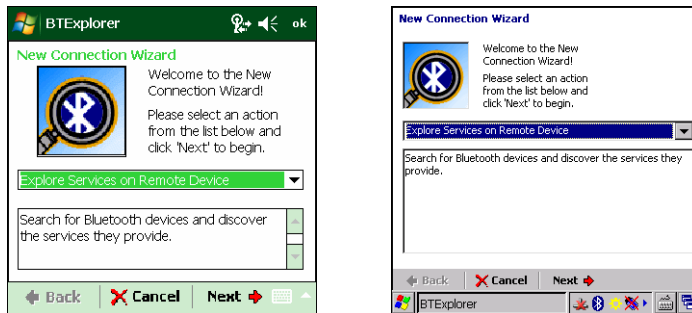 BTExplorer
ok
New Connection Wizard
Welcome to the New
Connection Wizard!
Please select an action
from the list below and
click 'Next' to begin.
Explore Services on Remote Device
Search for Bluetooth devices and discover
the services they provide.
Back
Cancel
Next
New Connection Wizard
Welcome to the New
Connection Wizard!
Please select an action
from the list below and
click 'Next' to begin.
Explore Services on Remote Device
Search for Bluetooth devices and discover the services they
provide.
Back
Cancel
Next
BTExplorer